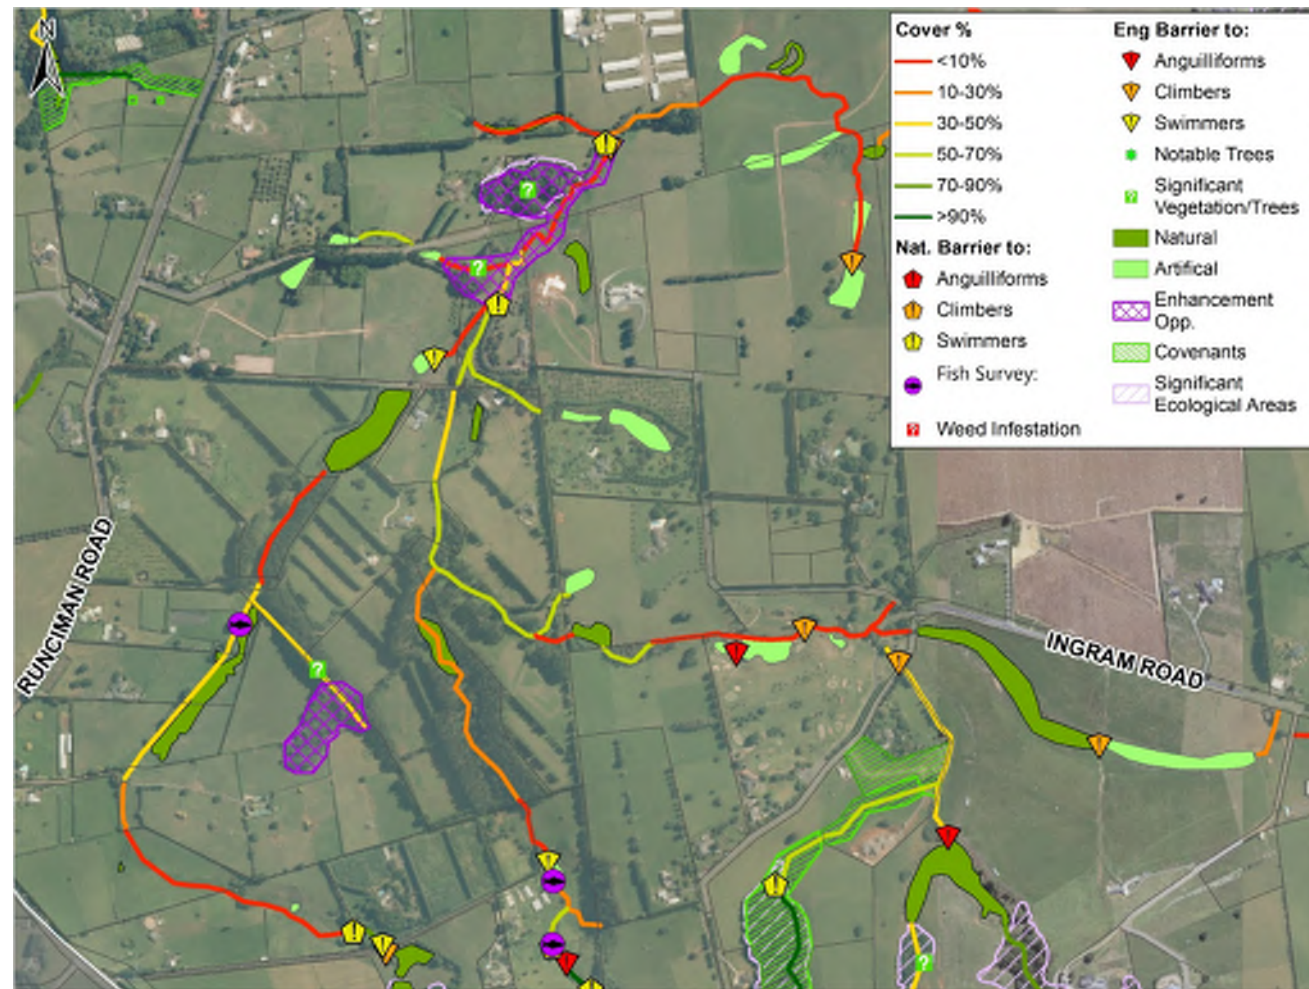 N
Cover %
<10%
10-30%
30-50%
50-70%
70-90%
>90%
Nat. Barrier to:
Anguilliforms
Climbers
Swimmers
Fish Survey:
Weed Infestation
Eng Barrier to:
Anguilliforms
Climbers
Swimmers
Notable Trees
Significant
Vegetation/Trees
Natural
Artifical
Enhancement
Opp.
Covenants
Significant
Ecological Areas
RUNCIMAN ROAD
INGRAM ROAD